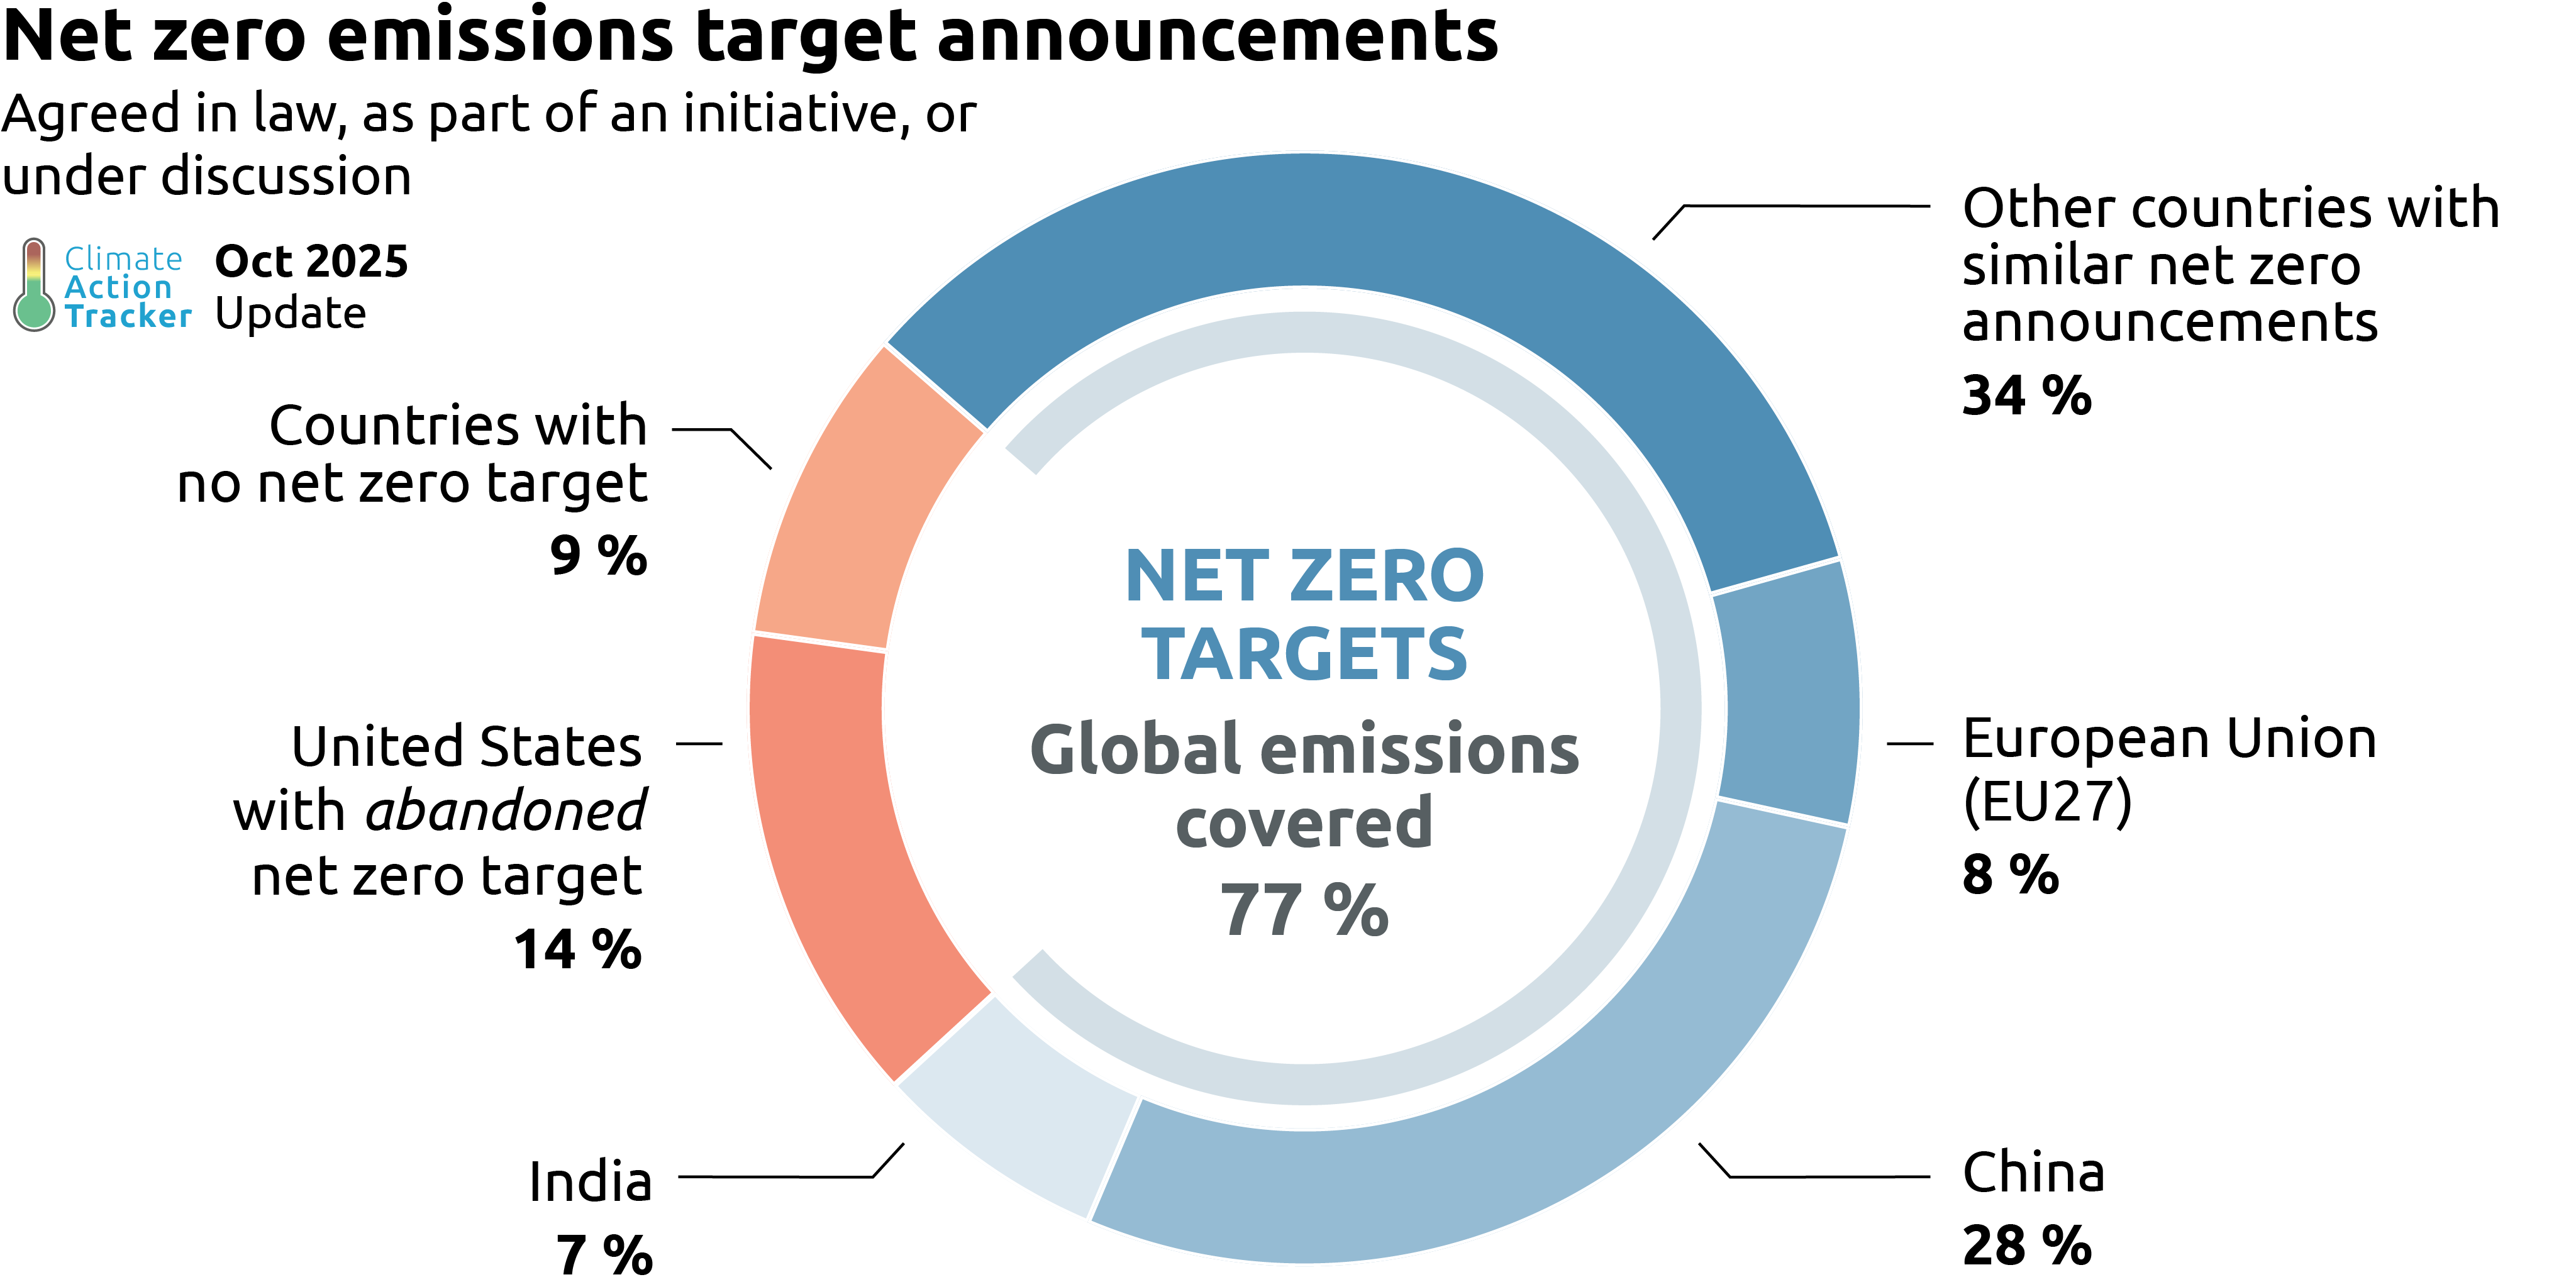 Net zero emissions target announcements
Agreed in law, as part of an initiative, or
under discussion
Climate
Action
Tracker
Oct 2025
Update
Other countries with
similar net zero
announcements
34 %
Countries with
no net zero target
9 %
NET ZERO
TARGETS
Global emissions
covered
77 %
United States
with abandoned
net zero target
14 %
European Union
(EU27)
8 %
India
7 %
China
28 %